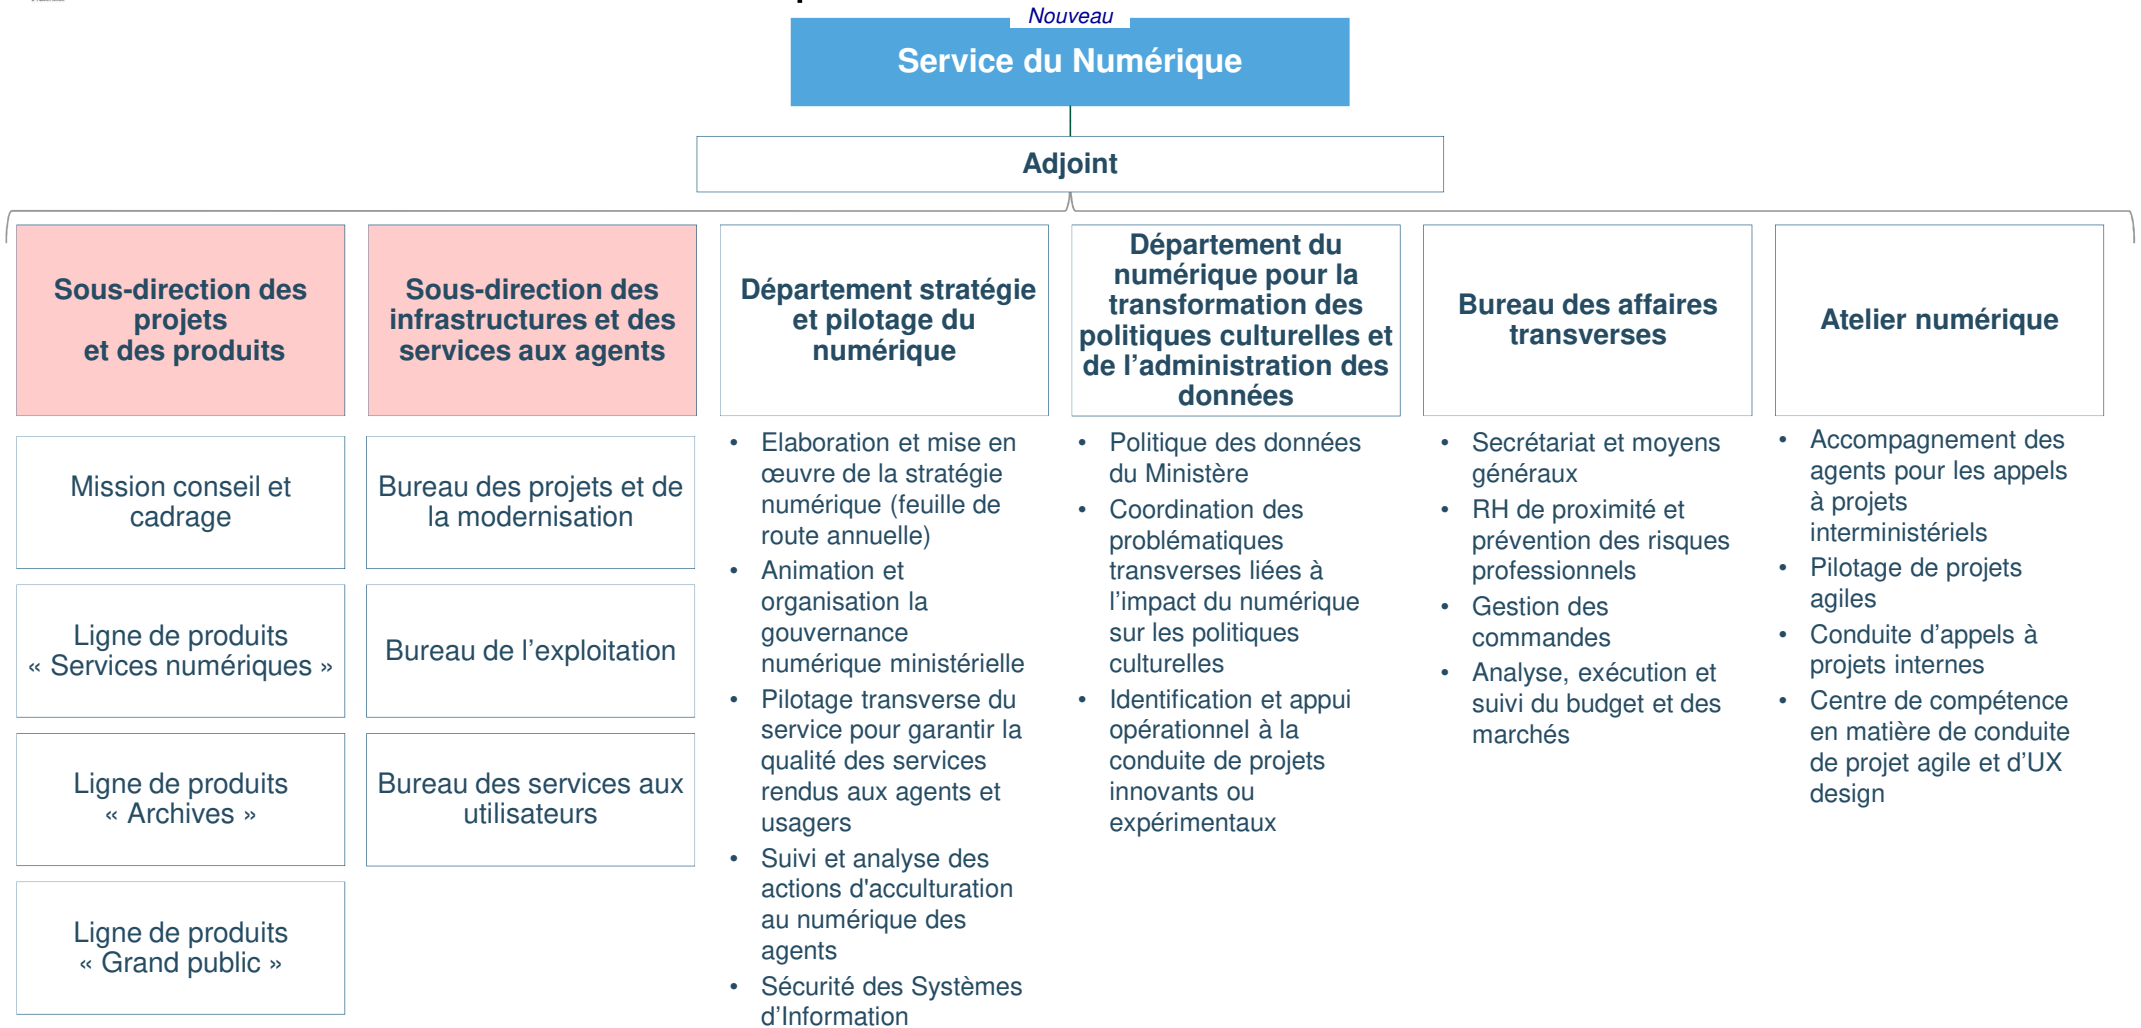 Nouveau
Service du Numérique
Adjoint
Sous-direction des
projets
et des produits
Sous-direction des
infrastructures et des
services aux agents
Département stratégie
et pilotage du
numérique
Département du
numérique pour la
transformation des
politiques culturelles et
de l’administration des
données
Bureau des affaires
transverses
Atelier numérique
Mission conseil et
cadrage
Ligne de produits
« Services numériques »
Ligne de produits
« Archives »
Ligne de produits
« Grand public »
Bureau des projets et de
la modernisation
Bureau de l’exploitation
Bureau des services aux
utilisateurs
• Elaboration et mise en
œuvre de la stratégie
numérique (feuille de
route annuelle)
• Animation et
organisation la
gouvernance
numérique ministérielle
• Pilotage transverse du
service pour garantir la
qualité des services
rendus aux agents et
usagers
• Suivi et analyse des
actions d'acculturation
au numérique des
agents
• Sécurité des Systèmes
d’Information
• Politique des données
du Ministère
• Coordination des
problématiques
transverses liées à
l’impact du numérique
sur les politiques
culturelles
• Identification et appui
opérationnel à la
conduite de projets
innovants ou
expérimentaux
• Secrétariat et moyens
généraux
• RH de proximité et
prévention des risques
professionnels
• Gestion des
commandes
• Analyse, exécution et
suivi du budget et des
marchés
• Accompagnement des
agents pour les appels
à projets
interministériels
• Pilotage de projets
agiles
• Conduite d’appels à
projets internes
• Centre de compétence
en matière de conduite
de projet agile et d’UX
design